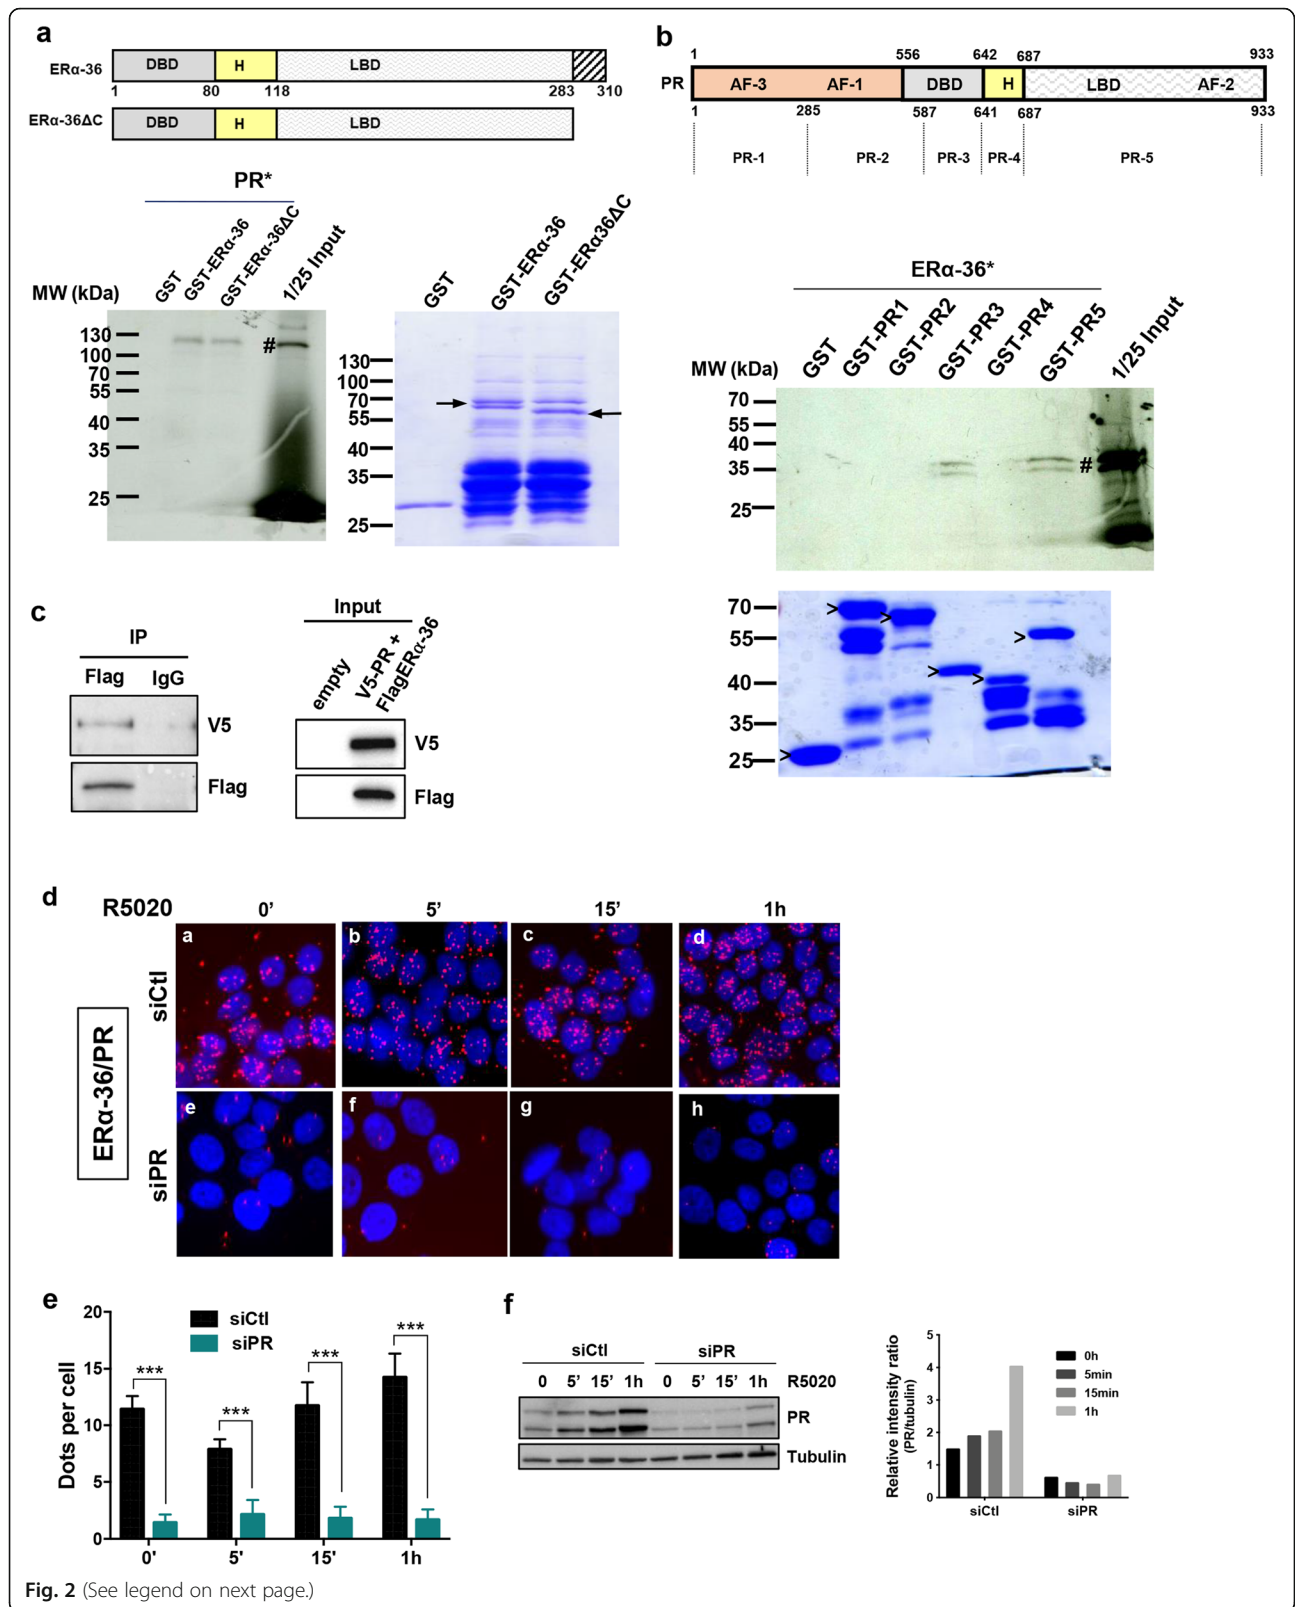 a
ERα-36
DBD H LBD
1 80 118 283 310
ERα-36ΔC
DBD H LBD
PR*
MW (kDa)
GST
GST-ERα-36
GST-ERα-36ΔC
1/25 Input
130
100
70
55
40
35
25
#
GST
GST-ERα-36
GST-ERα36ΔC
130
100
70
55
40
35
25
b
1 556 642 687 933
PR
AF-3 AF-1 DBD H LBD AF-2
1 285 587 641 687 933
PR-1 PR-2 PR-3 PR-4 PR-5
ERα-36*
MW (kDa)
GST
GST-PR1
GST-PR2
GST-PR3
GST-PR4
GST-PR5
1/25 Input
70
55
40
35
25
#
70
55
40
35
25
>
>
>
>
>
>
c
IP
Flag IgG
V5
Flag
Input
empty
V5-PR +
FlagERα-36
V5
Flag
d
R5020 0’ 5’ 15’ 1h
ERα-36/PR
siCtl
a b c d
siPR
e f g h
e
Dots per cell
20
15
10
5
0
siCtl
siPR
*** *** *** ***
0' 5' 15' 1h
f
siCtl siPR
0 5’ 15’ 1h 0 5’ 15’ 1h R5020
PR
Tubulin
Relative intensity ratio
(PR/tubulin)
5
4
3
2
1
0
0h
5min
15min
1h
siCtl siPR
Fig. 2 (See legend on next page.)